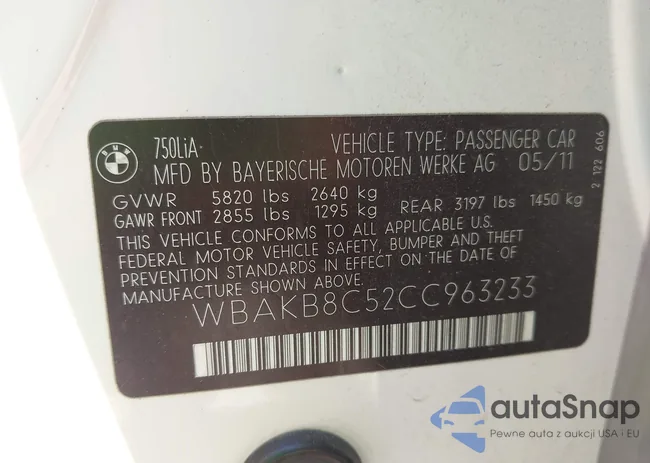 BMW
750LiA VEHICLE TYPE: PASSENGER CAR
MFD BY BAYERISCHE MOTOREN WERKE AG 05/11
GVWR 5820 lbs 2640 kg
GAWR FRONT 2855 lbs 1295 kg REAR 3197 lbs 1450 kg
THIS VEHICLE CONFORMS TO ALL APPLICABLE U.S.
FEDERAL MOTOR VEHICLE SAFETY, BUMPER AND THEFT
PREVENTION STANDARDS IN EFFECT ON THE DATE OF
MANUFACTURE SHOWN ABOVE.
WBAKB8C52CC963233
2 122 606
autaSnap
Pewne auta z aukcji USA i EU